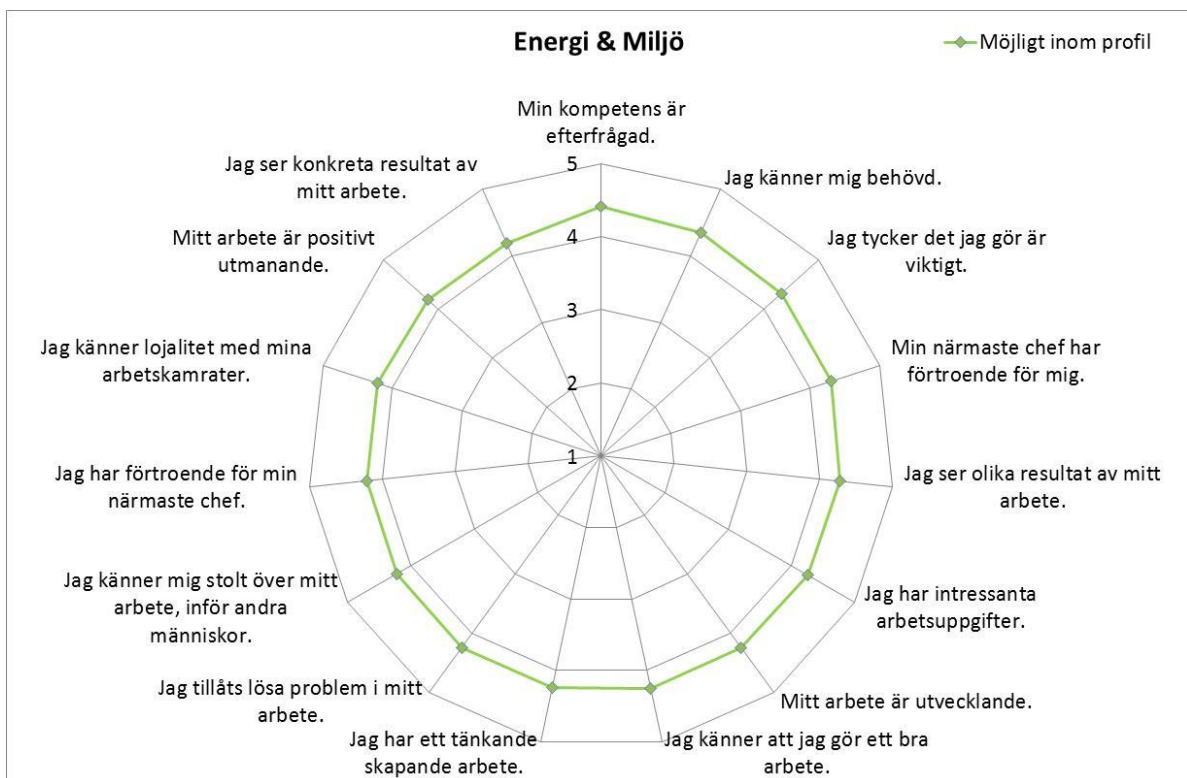 Energi & Miljö
Möjligt inom profil
Min kompetens är
efterfrågad.
Jag känner mig behövd.
Jag tycker det jag gör är
viktigt.
Min närmaste chef har
förtroende för mig.
Jag ser olika resultat av mitt
arbete.
Jag har intressanta
arbetsuppgifter.
Mitt arbete är utvecklande.
Jag känner att jag gör ett bra
arbete.
Jag har ett tänkande
skapande arbete.
Jag tillåts lösa problem i mitt
arbete.
Jag känner mig stolt över mitt
arbete, inför andra
människor.
Jag har förtroende för min
närmaste chef.
Jag känner lojalitet med mina
arbetskamrater.
Mitt arbete är positivt
utmanande.
Jag ser konkreta resultat av
mitt arbete.
5
4
3
2
1